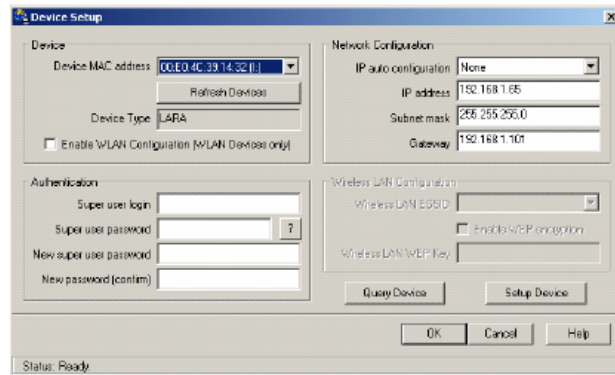 Device Setup
Device
Device MAC address 00:E0:4C:39:14:32 (I:)
Refresh Devices
Device Type LARA
Enable WLAN Configuration (WLAN Devices only)
Network Configuration
IP auto configuration None
IP address 192.168.1.65
Subnet mask 255.255.255.0
Gateway 192.168.1.101
Authentication
Super user login
Super user password ?
New super user password
New password (confirm)
Wireless LAN Configuration
Wireless LAN ESSID
Enable WEP encryption
Wireless LAN WEP Key
Query Device Setup Device
OK Cancel Help
Status: Ready